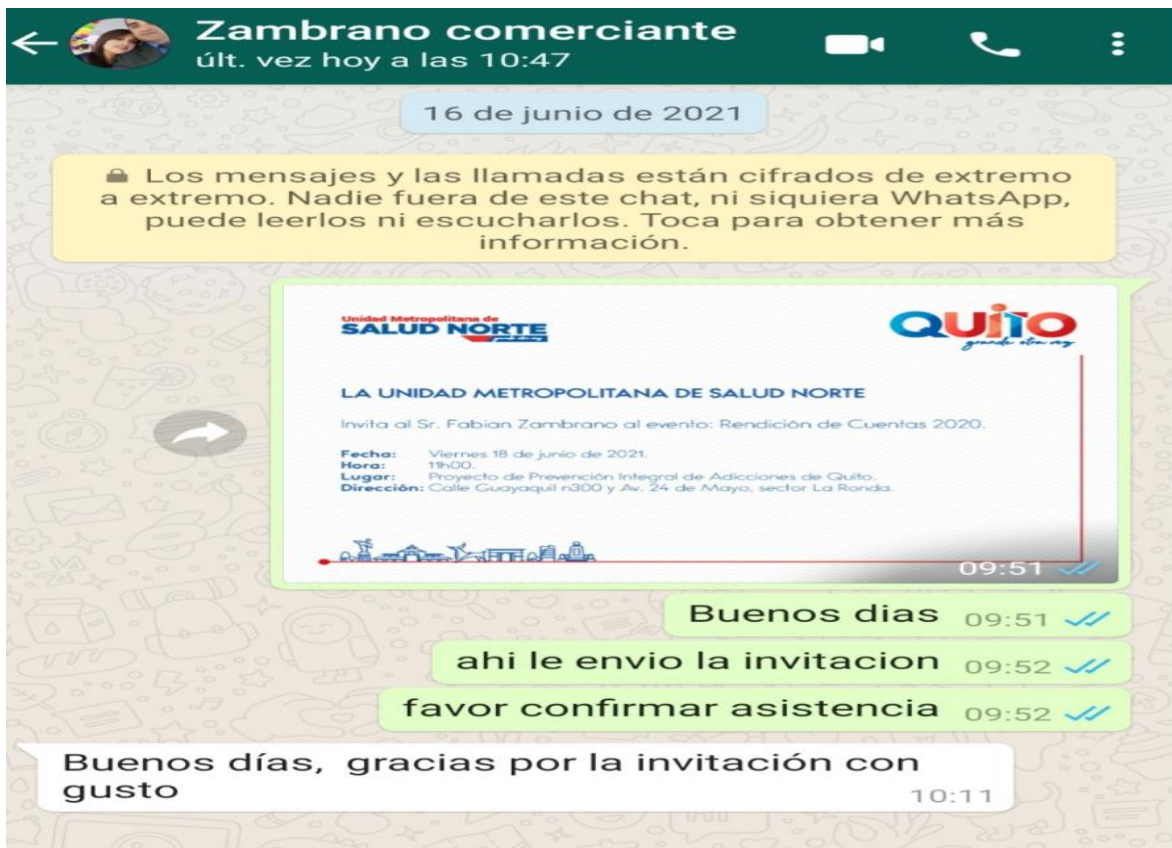 Zambrano comerciante
últ. vez hoy a las 10:47
16 de junio de 2021
Los mensajes y las llamadas están cifrados de extremo
a extremo. Nadie fuera de este chat, ni siquiera WhatsApp,
puede leerlos ni escucharlos. Toca para obtener más
información.
Unidad Metropolitana de
SALUD NORTE
QUITO
grande otra vez
LA UNIDAD METROPOLITANA DE SALUD NORTE
Invita al Sr. Fabian Zambrano al evento: Rendición de Cuentas 2020.
Fecha: Viernes 18 de junio de 2021.
Hora: 11h00.
Lugar: Proyecto de Prevención Integral de Adicciones de Quito.
Dirección: Calle Guayaquil n300 y Av. 24 de Mayo, sector La Ronda.
09:51
Buenos dias 09:51
ahi le envio la invitacion 09:52
favor confirmar asistencia 09:52
Buenos días, gracias por la invitación con
gusto 10:11